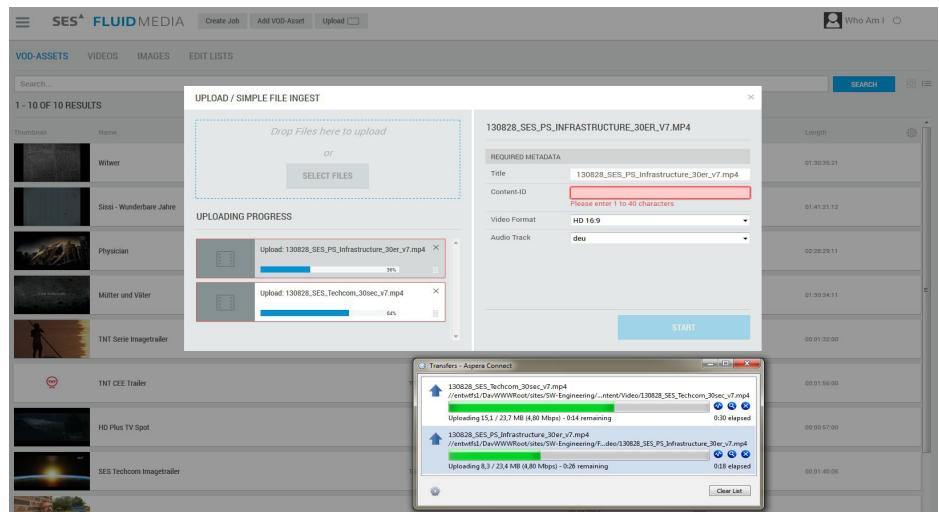 SES▲ FLUIDMEDIA
Create Job
Add VOD-Asset
Upload
Who Am I
VOD-ASSETS
VIDEOS
IMAGES
EDIT LISTS
Search...
SEARCH
1 - 10 OF 10 RESULTS
Thumbnail
Name
Length
Witwer
01:30:35:21
Sissi - Wunderbare Jahre
01:41:21:12
Physician
02:28:29:11
Mütter und Väter
01:30:34:11
TNT Serie Imagetrailer
00:01:32:00
TNT CEE Trailer
00:01:56:00
HD Plus TV Spot
00:00:57:00
SES Techcom Imagetrailer
00:01:40:06
UPLOAD / SIMPLE FILE INGEST
Drop Files here to upload
or
SELECT FILES
UPLOADING PROGRESS
Upload: 130828_SES_PS_Infrastructure_30er_v7.mp4
36%
Upload: 130828_SES_Techcom_30sec_v7.mp4
64%
130828_SES_PS_INFRASTRUCTURE_30ER_V7.MP4
REQUIRED METADATA
Title
130828_SES_PS_Infrastructure_30er_v7.mp4
Content-ID
Please enter 1 to 40 characters
Video Format
HD 16:9
Audio Track
deu
START
Transfers - Aspera Connect
130828_SES_Techcom_30sec_v7.mp4
//entwtfs1/DavWWWRoot/sites/SW-Engineering/...ntent/Video/130828_SES_Techcom_30sec_v7.mp4
Uploading 15,1 / 23,7 MB (4,80 Mbps) - 0:14 remaining
0:30 elapsed
130828_SES_PS_Infrastructure_30er_v7.mp4
//entwtfs1/DavWWWRoot/sites/SW-Engineering/F...deo/130828_SES_PS_Infrastructure_30er_v7.mp4
Uploading 8,3 / 23,4 MB (4,80 Mbps) - 0:26 remaining
0:18 elapsed
Clear List